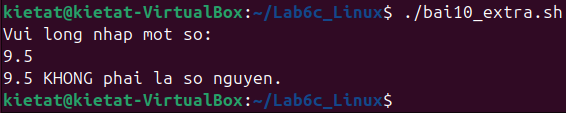 kietat@kietat-VirtualBox:~/Lab6c_Linux$ ./bai10_extra.sh
Vui long nhap mot so:
9.5
9.5 KHONG phai la so nguyen.
kietat@kietat-VirtualBox:~/Lab6c_Linux$